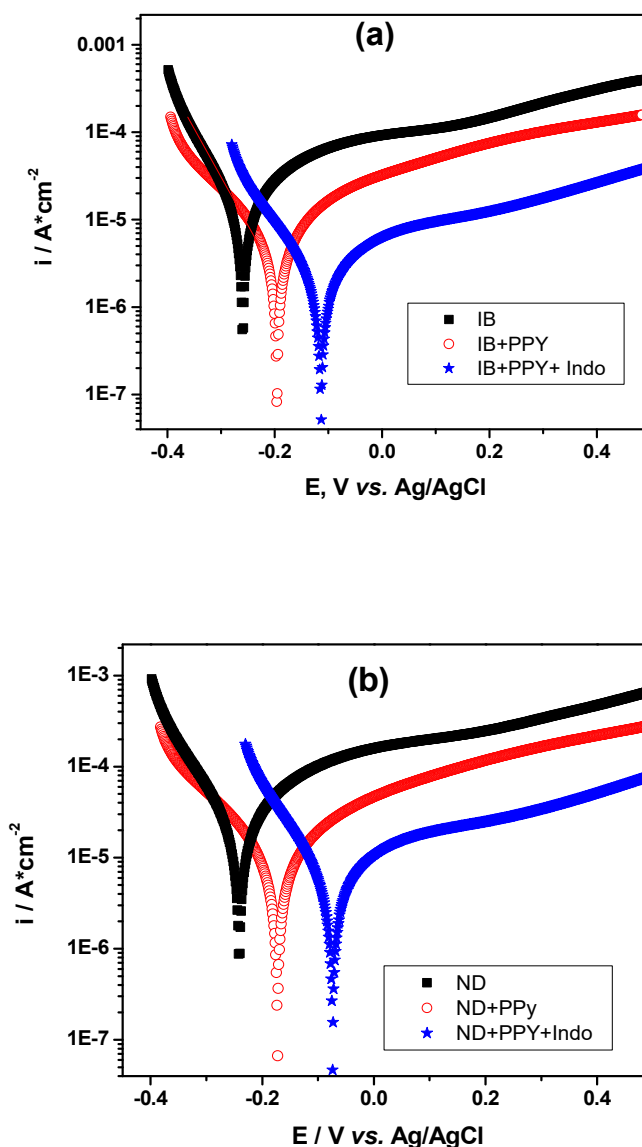 (a)
0.001
1E-4
1E-5
1E-6
1E-7
i / A*cm-2
IB
IB+PPY
IB+PPY+ Indo
-0.4 -0.2 0.0 0.2 0.4
E, V vs. Ag/AgCl
(b)
1E-3
1E-4
1E-5
1E-6
1E-7
i / A*cm-2
ND
ND+PPy
ND+PPY+Indo
-0.4 -0.2 0.0 0.2 0.4
E / V vs. Ag/AgCl